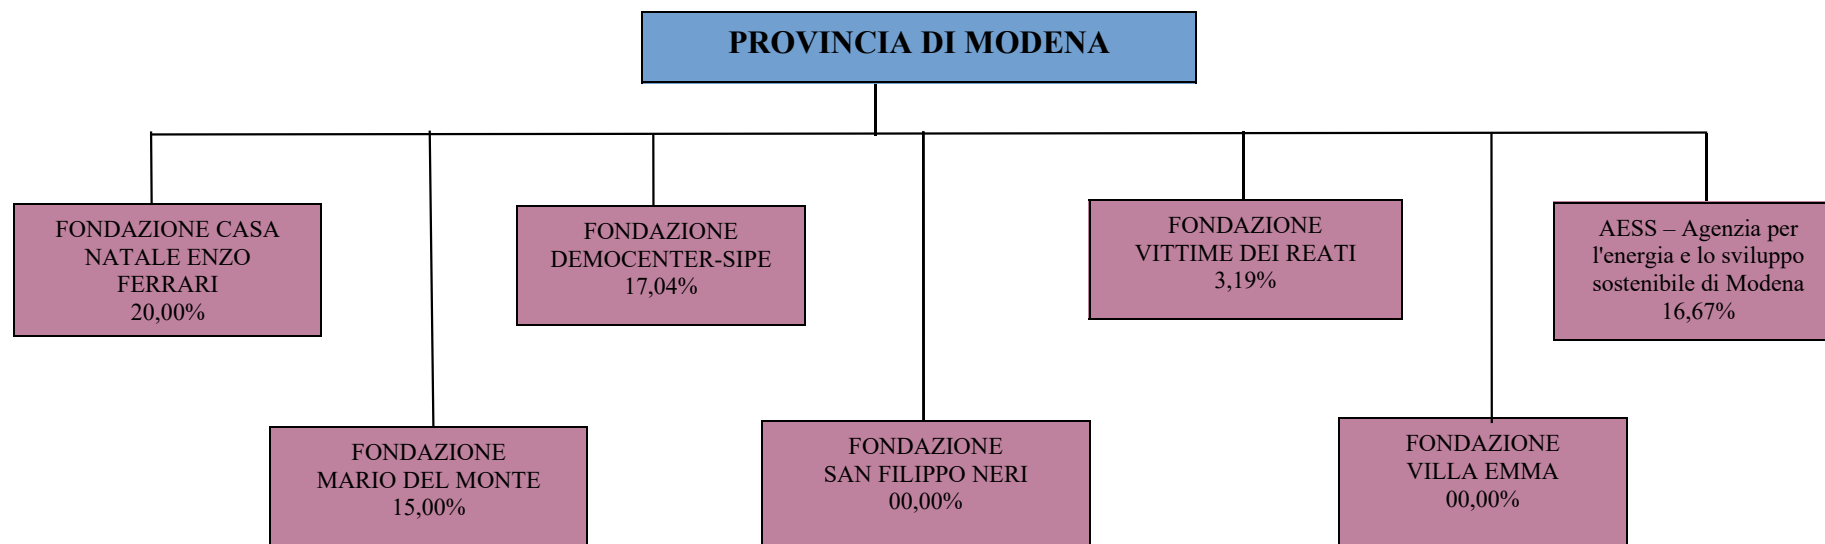 PROVINCIA DI MODENA
FONDAZIONE CASA
NATALE ENZO
FERRARI
20,00%
FONDAZIONE
DEMOCENTER-SIPE
17,04%
FONDAZIONE
VITTIME DEI REATI
3,19%
AESS – Agenzia per
l'energia e lo sviluppo
sostenibile di Modena
16,67%
FONDAZIONE
MARIO DEL MONTE
15,00%
FONDAZIONE
SAN FILIPPO NERI
00,00%
FONDAZIONE
VILLA EMMA
00,00%